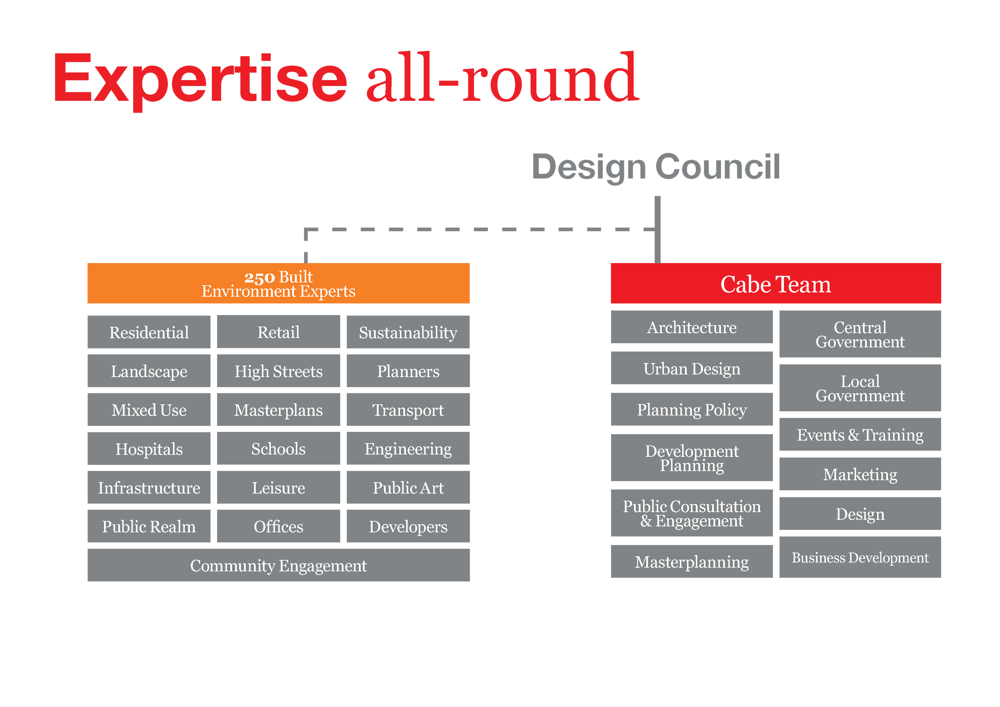 Expertise all-round
Design Council
250 Built
Environment Experts
Residential
Retail
Sustainability
Landscape
High Streets
Planners
Mixed Use
Masterplans
Transport
Hospitals
Schools
Engineering
Infrastructure
Leisure
Public Art
Public Realm
Offices
Developers
Community Engagement
Cabe Team
Architecture
Urban Design
Planning Policy
Development
Planning
Public Consultation
& Engagement
Masterplanning
Central
Government
Local
Government
Events & Training
Marketing
Design
Business Development